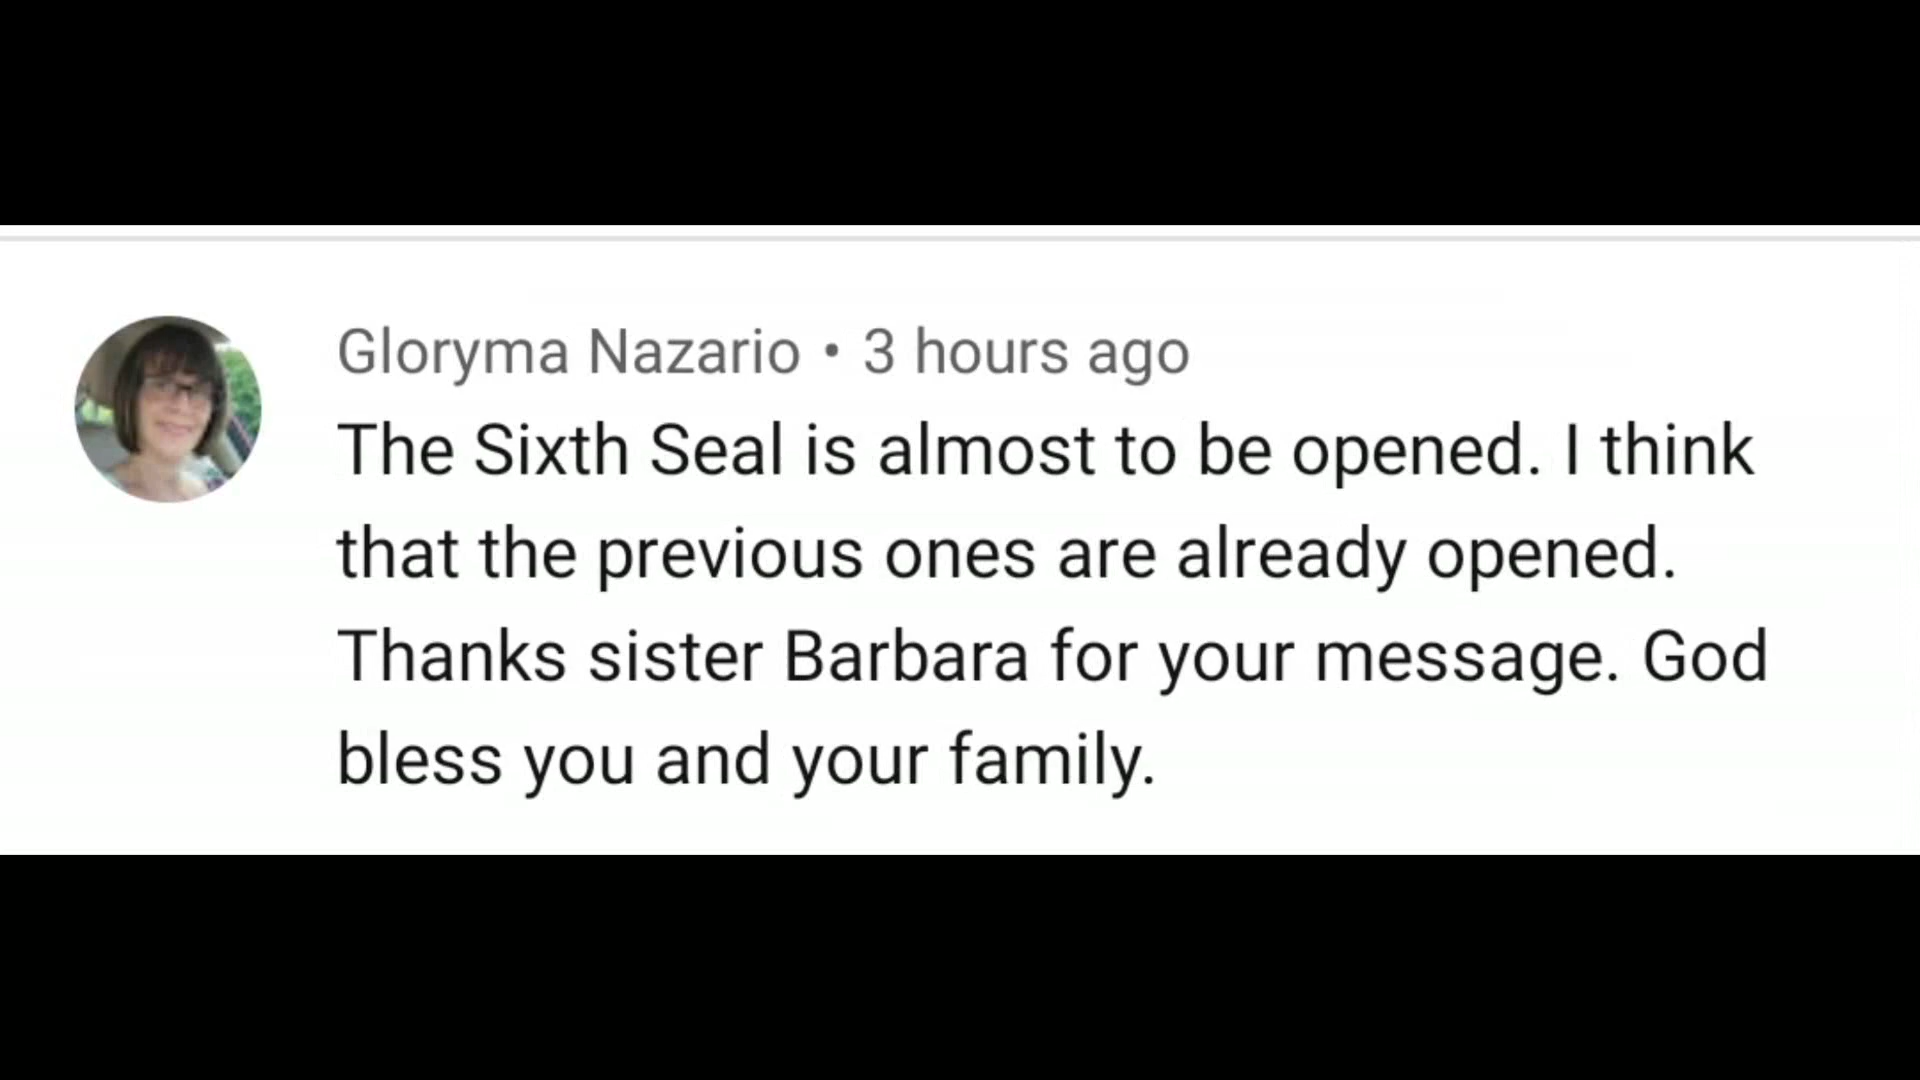 Gloryma Nazario • 3 hours ago
The Sixth Seal is almost to be opened. I think
that the previous ones are already opened.
Thanks sister Barbara for your message. God
bless you and your family.